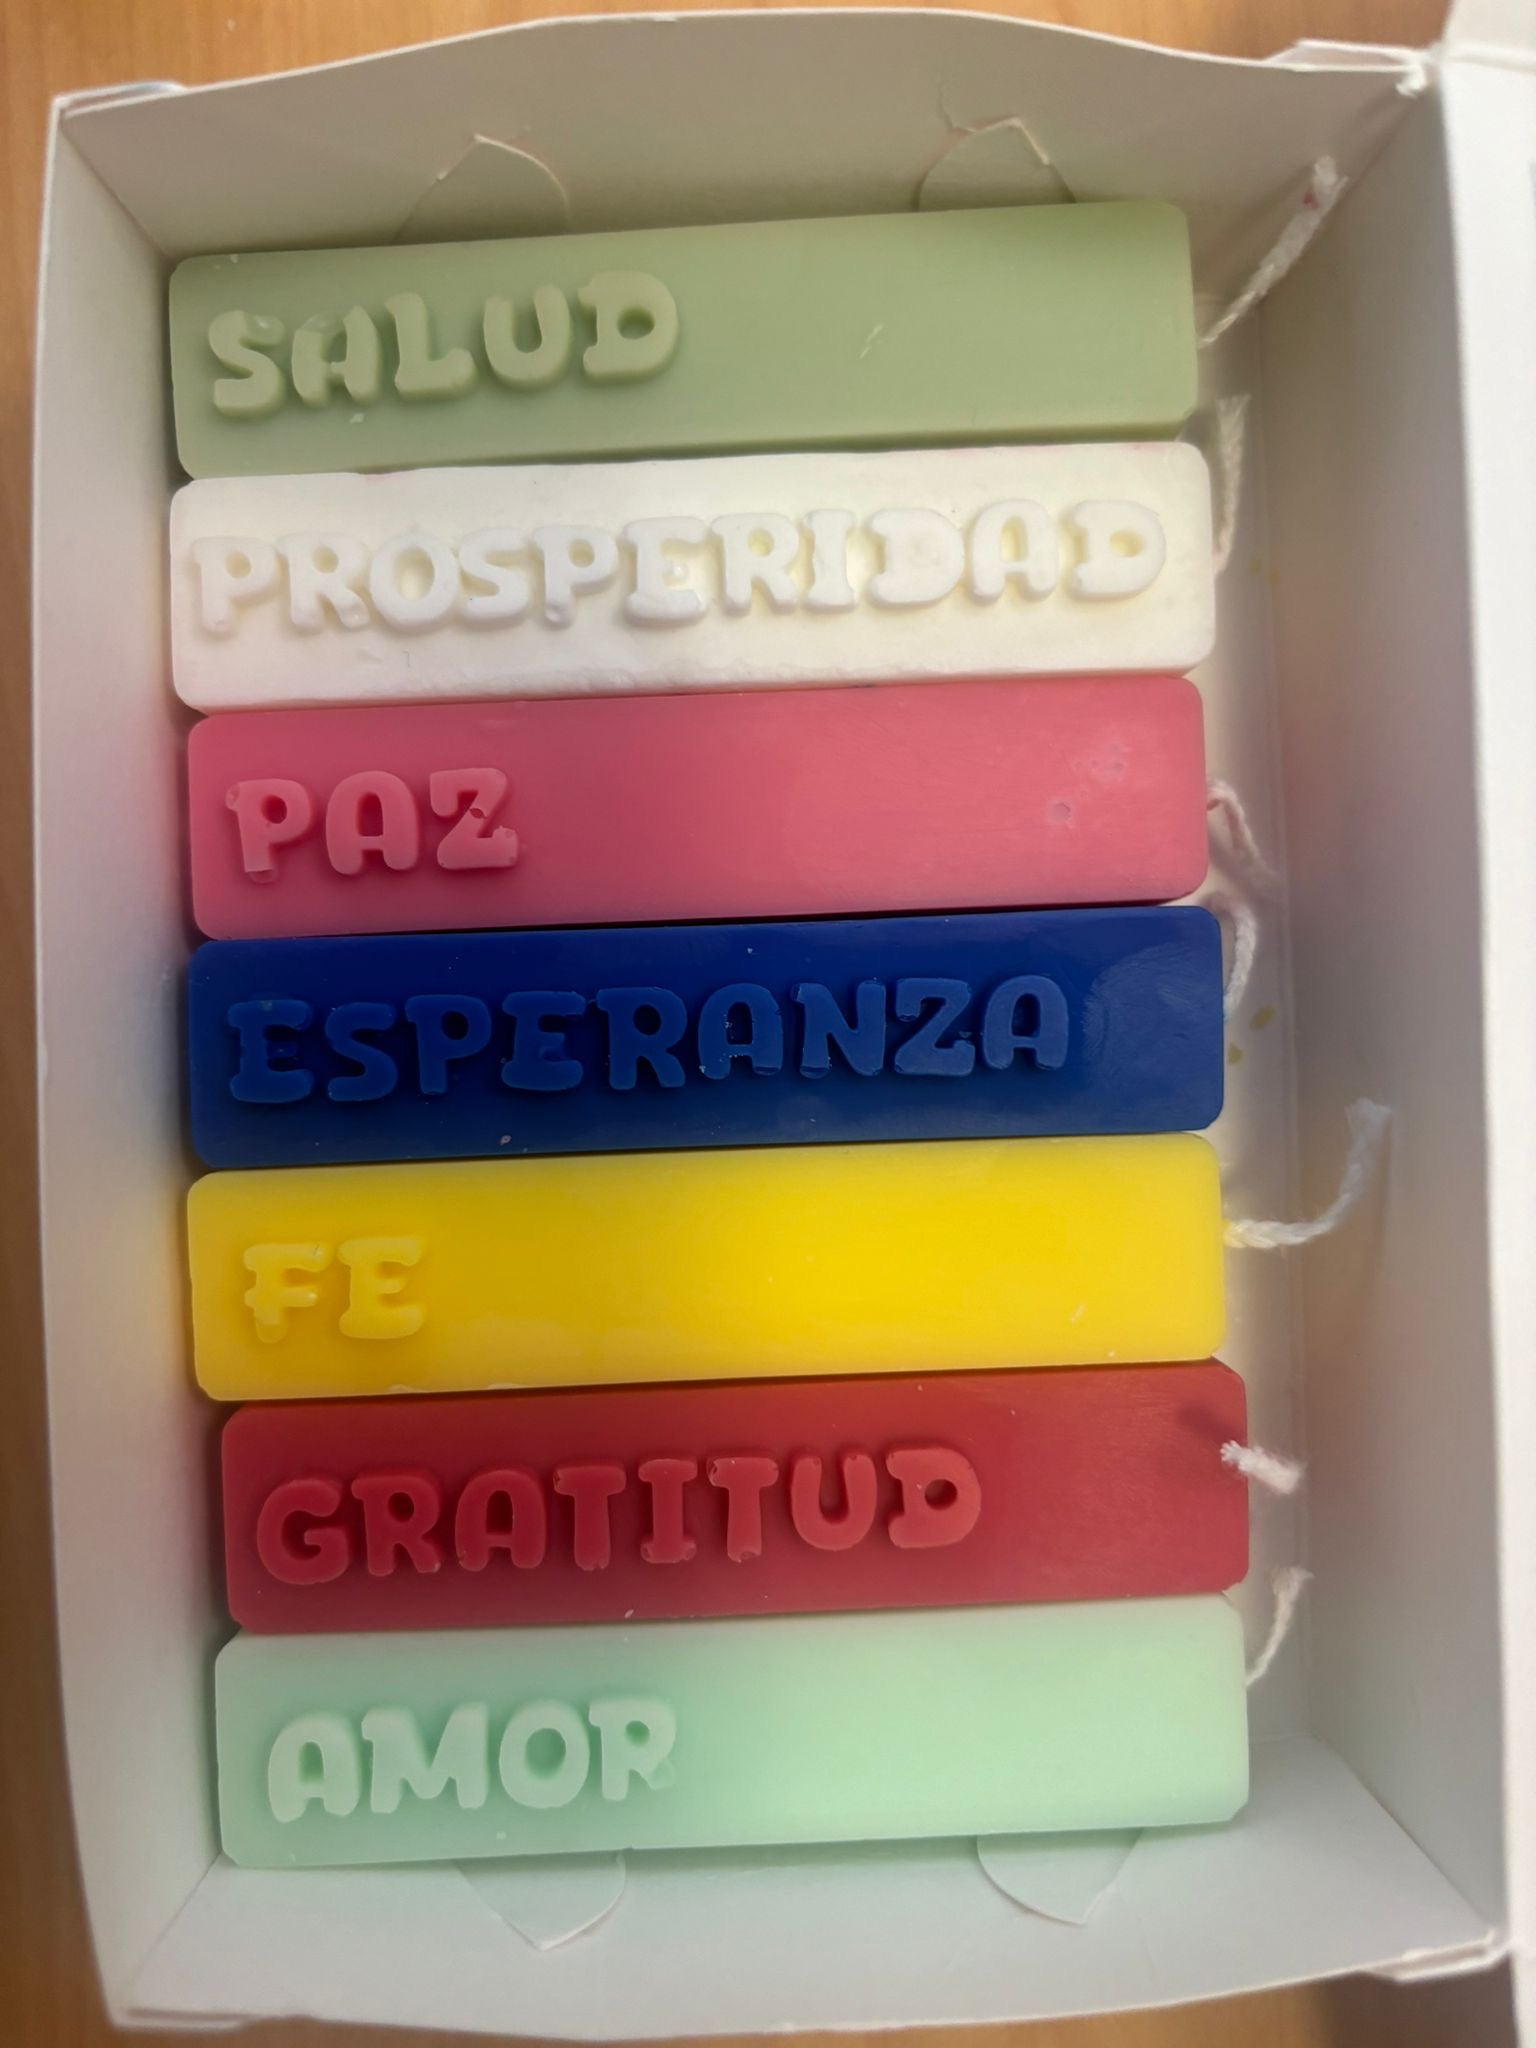 SALUD
PROSPERIDAD
PAZ
ESPERANZA
FE
GRATITUD
AMOR